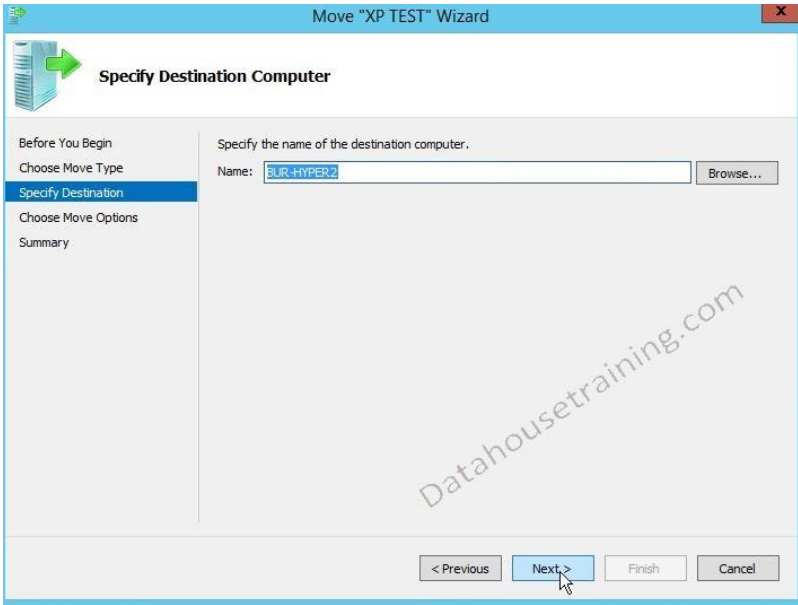 Move "XP TEST" Wizard
x
Specify Destination Computer
Before You Begin
Choose Move Type
Specify Destination
Choose Move Options
Summary
Specify the name of the destination computer.
Name: BUR-HYPER2 Browse...
Datahousetraining.com
< Previous Next > Finish Cancel